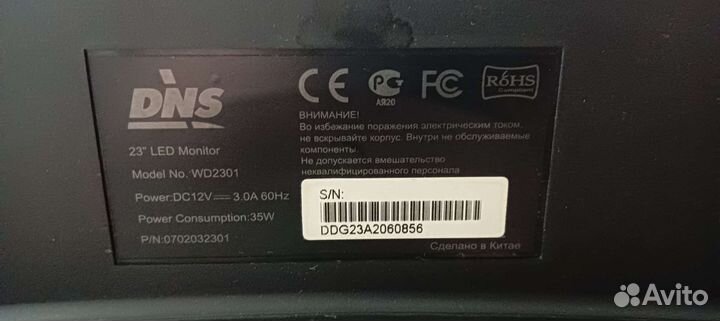 DNS
23" LED Monitor
Model No. WD2301
Power:DC12V⎓ 3.0A 60Hz
Power Consumption:35W
P/N:0702032301
CE PG FC RoHS
Compliant
АЯ20
ВНИМАНИЕ!
Во избежание поражения электрическим током,
не вскрывайте корпус. Внутри не обслуживаемые
компоненты.
Не допускается вмешательство
неквалифицированного персонала
S/N:
DDG23A2060856
Сделано в Китае
Avito